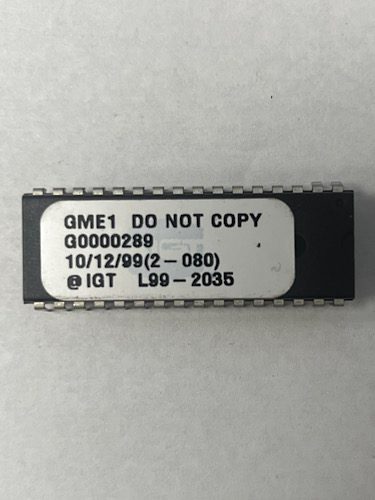 GME1 DO NOT COPY
G0000289
10/12/99(2-080)
@IGT L99-2035